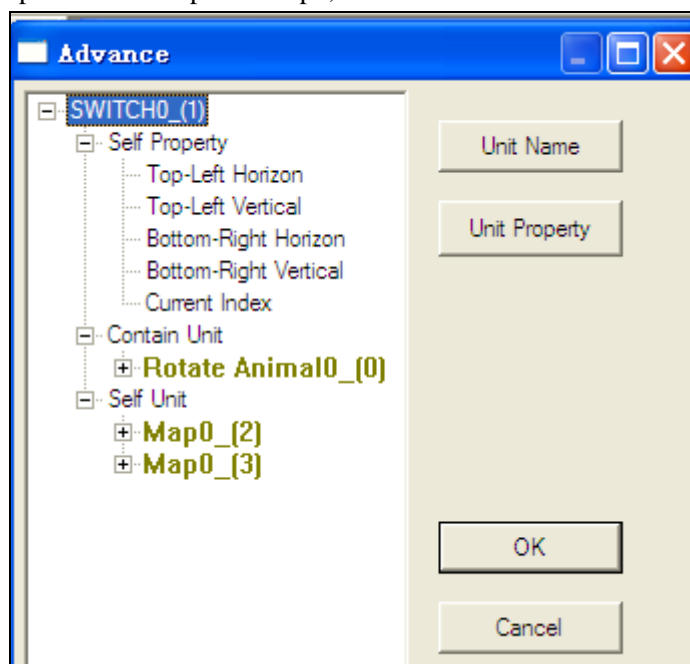 Advance
SWITCH0_(1)
Self Property
Top-Left Horizon
Top-Left Vertical
Bottom-Right Horizon
Bottom-Right Vertical
Current Index
Contain Unit
Rotate Animal0_(0)
Self Unit
Map0_(2)
Map0_(3)
Unit Name
Unit Property
OK
Cancel